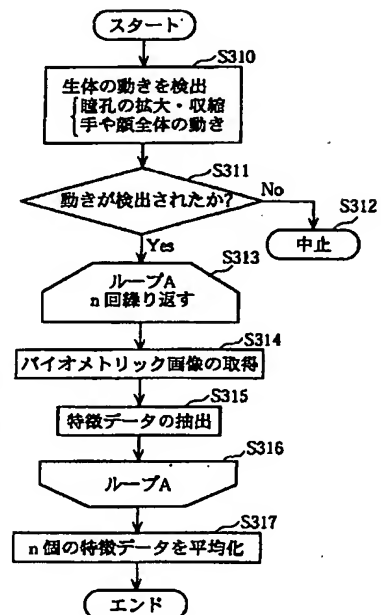 スタート
S310
生体の動きを検出
瞳孔の拡大・収縮
手や顔全体の動き
S311
動きが検出されたか?
No
S312
中止
Yes
S313
ループA
n回繰り返す
S314
バイオメトリック画像の取得
S315
特徴データの抽出
S316
ループA
S317
n個の特徴データを平均化
エンド